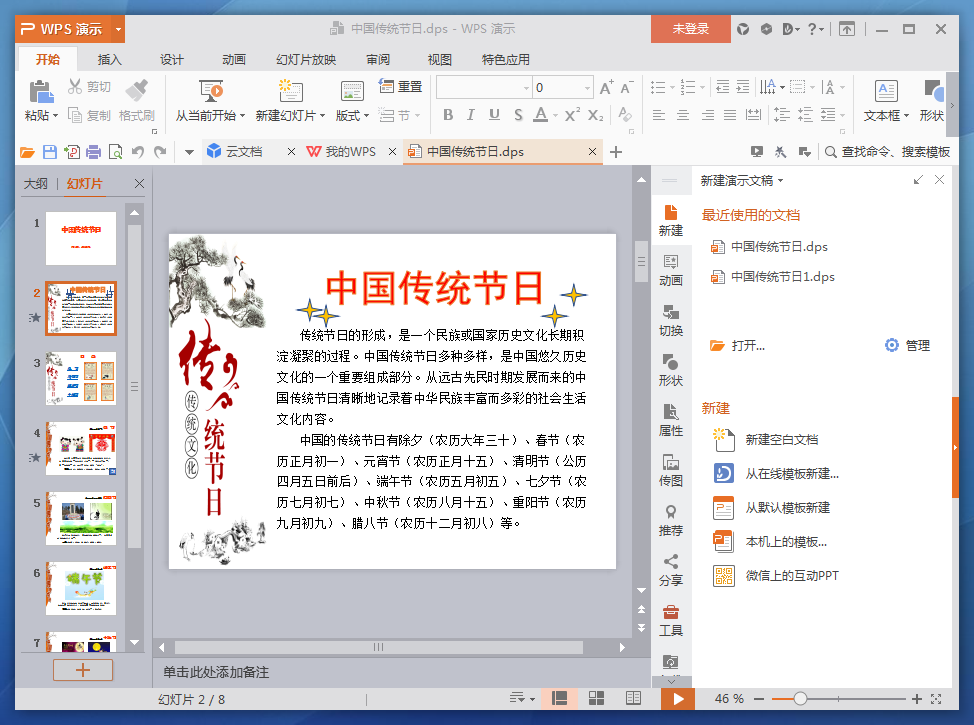 WPS 演示
中国传统节日.dps - WPS 演示
未登录
开始 插入 设计 动画 幻灯片放映 审阅 视图 特色应用
粘贴 剪切 复制 格式刷 从当前开始 新建幻灯片 版式 重置 节 0 文本框 形状
B I U S A X² X₂
云文档 我的WPS 中国传统节日.dps
查找命令、搜索模板
大纲 幻灯片
1
中国传统节日
2
3
4
5
6
端午节
7
中国传统节日
传统节日的形成，是一个民族或国家历史文化长期积
淀凝聚的过程。中国传统节日多种多样，是中国悠久历史
文化的一个重要组成部分。从远古先民时期发展而来的中
国传统节日清晰地记录着中华民族丰富而多彩的社会生活
文化内容。
中国的传统节日有除夕（农历大年三十）、春节（农
历正月初一）、元宵节（农历正月十五）、清明节（公历
四月五日前后）、端午节（农历五月初五）、七夕节（农
历七月初七）、中秋节（农历八月十五）、重阳节（农历
九月初九）、腊八节（农历十二月初八）等。
传
统节日
传统文化
新建
动画
切换
形状
属性
传图
推荐
分享
工具
新建演示文稿
最近使用的文档
中国传统节日.dps
中国传统节日1.dps
打开...
管理
新建
新建空白文档
从在线模板新建...
从默认模板新建
本机上的模板...
微信上的互动PPT
单击此处添加备注
幻灯片 2 / 8
46 %